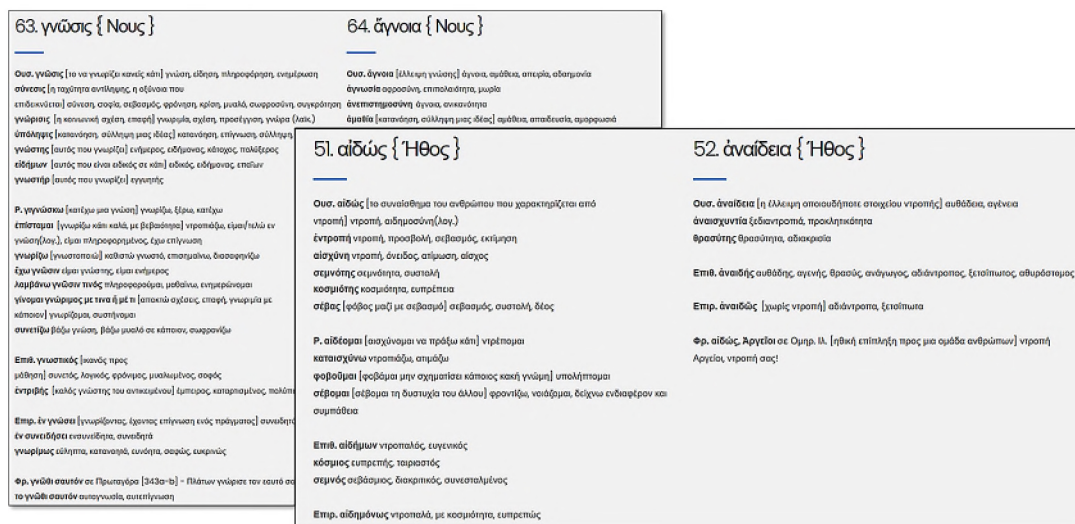 63. γνῶσις { Νους }
Ουσ. γνῶσις [το να γνωρίζει κανείς κάτι] γνώση, είδηση, πληροφόρηση, ενημέρωση
σύνεσις [η ταχύτητα αντίληψης, η οξύνοια που
επιδεικνύεται] σύνεση, σοφία, σεβασμός, φρόνηση, κρίση, μυαλό, σωφροσύνη, συγκρότηση
γνώρισις [η κοινωνική σχέση, επαφή] γνωριμία, σχέση, προσέγγιση, γνώρα (λαϊκ.)
ὑπόληψις [κατανόηση, σύλληψη μιας ιδέας] κατανόηση, επίγνωση, σύλληψη,
γνώστης [αυτός που γνωρίζει] ενήμερος, ειδήμονας, κάτοχος, πολύξερος
εἰδήμων [αυτός που είναι ειδικός σε κάτι] ειδικός, ειδήμονας, επαΐων
γνωστήρ [αυτός που γνωρίζει] εγγυητής
Ρ. γιγνώσκω [κατέχω μια γνώση] γνωρίζω, ξέρω, κατέχω
ἐπίσταμαι [γνωρίζω κάτι καλά, με βεβαιότητα] ντροπιάζω, είμαι/τελώ εν
γνώση(λογ.), είμαι πληροφορημένος, έχω επίγνωση
γνωρίζω [γνωστοποιώ] καθιστώ γνωστό, επισημαίνω, διασαφηνίζω
ἔχω γνῶσιν είμαι γνώστης, είμαι ενήμερος
λαμβάνω γνῶσιν τινός πληροφορούμαι, μαθαίνω, ενημερώνομαι
γίνομαι γνώριμος με τινα ή μέ τι [αποκτώ σχέσεις, επαφή, γνωριμία με
κάποιον] γνωρίζομαι, συστήνομαι
συνετίζω βάζω γνώση, βάζω μυαλό σε κάποιον, σωφρονίζω
Επιθ. γνωστικός [ικανός προς
μάθηση] συνετός, λογικός, φρόνιμος, μυαλωμένος, σοφός
ἐντριβής [καλός γνώστης του αντικειμένου] έμπειρος, καταρτισμένος,
Επιρ. ἐν γνώσει [γνωρίζοντας, έχοντας επίγνωση ενός πράγματος]
ἐν συνειδήσει ενσυνείδητα, συνειδητά
γνωρίμως εύληπτα, κατανοητά, ευνόητα, σαφώς, ευκρινώς
Φρ. γνῶθι σαυτόν σε Πρωταγόρα [343a-b] - Πλάτων γνώρισε τον εαυτό
το γνῶθι σαυτόν αυτογνωσία, αυτεπίγνωση
64. ἄγνοια { Νους }
Ουσ. ἄγνοια [έλλειψη γνώσης] άγνοια, αμάθεια, απειρία, αδαημονία
ἀγνωσία αφροσύνη, επιπολαιότητα, μωρία
ἀνεπιστημοσύνη άγνοια, ανικανότητα
ἀμαθία [κατανόηση, σύλληψη μιας ιδέας] αμάθεια, απαιδευσία, αμορφωσιά
51. αἰδώς { Ήθος }
Ουσ. αἰδώς [το συναίσθημα του ανθρώπου που χαρακτηρίζεται από
ντροπή] ντροπή, αιδημοσύνη(λογ.)
ἐντροπή ντροπή, προσβολή, σεβασμός, εκτίμηση
αἰσχύνη ντροπή, όνειδος, ατίμωση, αίσχος
σεμνότης σεμνότητα, συστολή
κοσμιότης κοσμιότητα, ευπρέπεια
σέβας [φόβος μαζί με σεβασμό] σεβασμός, συστολή, δέος
Ρ. αἰδέομαι [αισχύνομαι να πράξω κάτι] ντρέπομαι
καταισχύνω ντροπιάζω, ατιμάζω
φοβοῦμαι [φοβάμαι μην σχηματίσει κάποιος κακή γνώμη] υπολήπτομαι
σέβομαι [σέβομαι τη δυστυχία του άλλου] φροντίζω, νοιάζομαι, δείχνω ενδιαφέρον και
συμπάθεια
Επιθ. αἰδήμων ντροπαλός, ευγενικός
κόσμιος ευπρεπής, ταιριαστός
σεμνός σεβάσμιος, διακριτικός, συνεσταλμένος
Επιρ. αἰδημόνως ντροπαλά, με κοσμιότητα, ευπρεπώς
52. ἀναίδεια { Ήθος }
Ουσ. ἀναίδεια [η έλλειψη οποιουδήποτε στοιχείου ντροπής] αυθάδεια, αγένεια
ἀναισχυντία ξεδιαντροπιά, προκλητικότητα
θρασύτης θρασύτητα, αδιακρισία
Επιθ. ἀναιδής αυθάδης, αγενής, θρασύς, ανάγωγος, αδιάντροπος, ξετσίπωτος, αθυρόστομος
Επιρ. ἀναιδῶς [χωρίς ντροπή] αδιάντροπα, ξετσίπωτα
Φρ. αἰδώς, Ἀργεῖοι σε Ομηρ. Ιλ. [ηθική επίπληξη προς μια ομάδα ανθρώπων] ντροπή
Αργείοι, ντροπή σας!